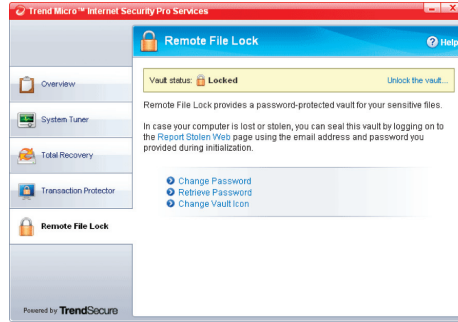 Trend Micro™ Internet Security Pro Services
Remote File Lock
Help
Overview
System Tuner
Total Recovery
Transaction Protector
Remote File Lock
Powered by TrendSecure
Vault status: Locked
Unlock the vault...
Remote File Lock provides a password-protected vault for your sensitive files.
In case your computer is lost or stolen, you can seal this vault by logging on to
the Report Stolen Web page using the email address and password you
provided during initialization.
Change Password
Retrieve Password
Change Vault Icon